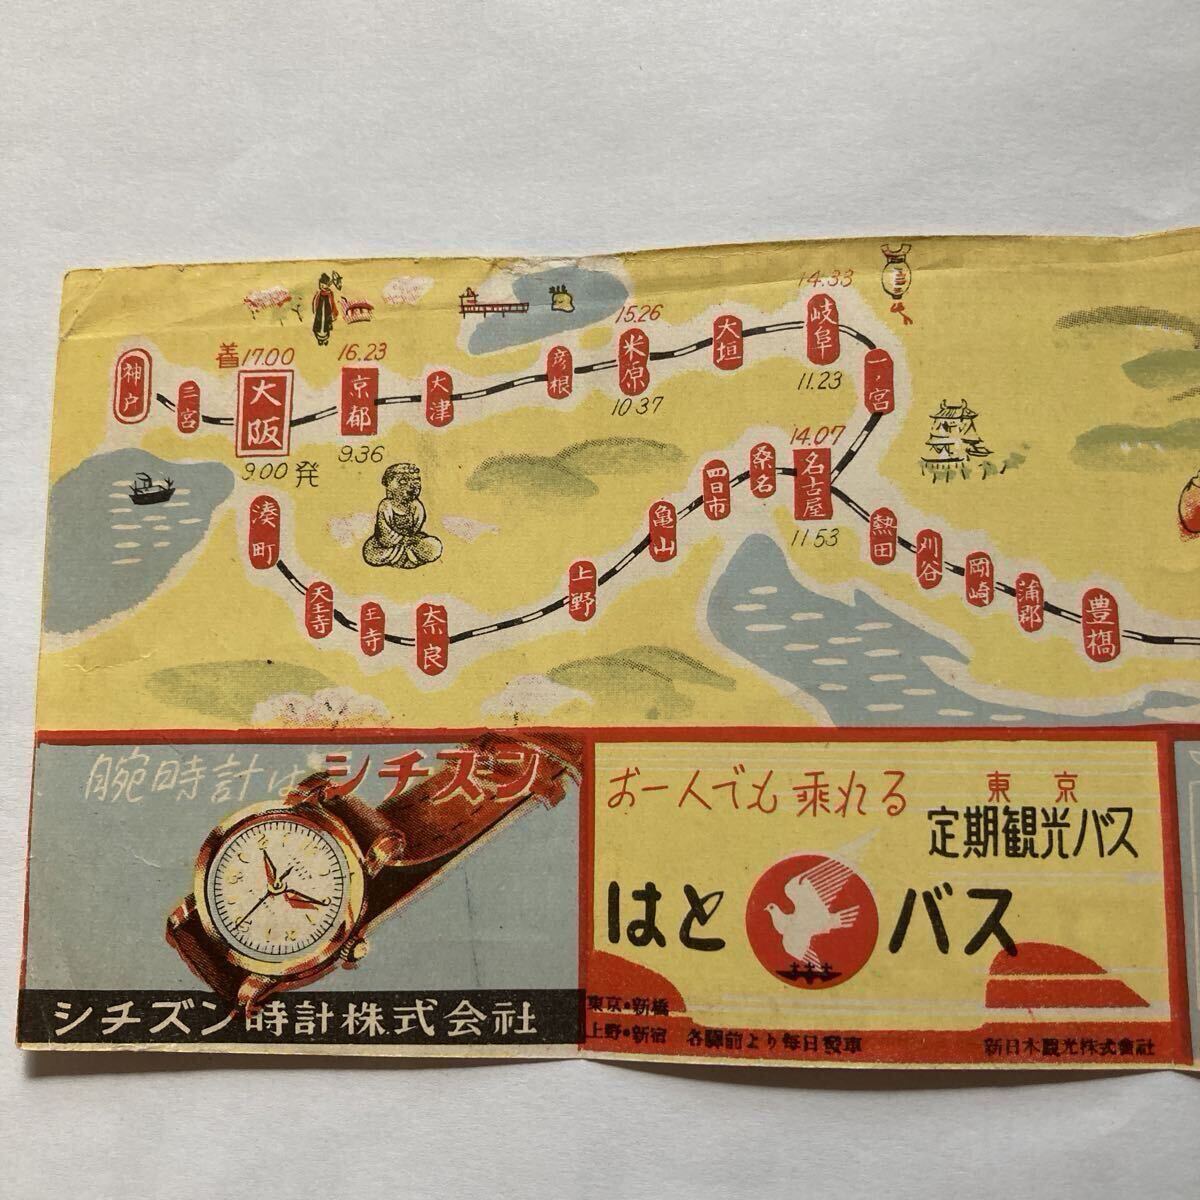 14.33
15.26
着17.00
16.23
神戸
三宮
大阪
京都
大津
彦根
米原
大垣
岐阜
一ノ宮
9.00発
9.36
10.37
11.23
14.07
湊町
天王寺
王寺
奈良
上野
亀山
四日市
桑名
名古屋
11.53
熱田
刈谷
岡崎
蒲郡
豊橋
腕時計はシチズン
シチズン時計株式会社
お一人でも乗れる
東京
定期観光バス
はとバス
東京・新橋
上野・新宿 各駅前より毎日發車
新日本観光株式會社